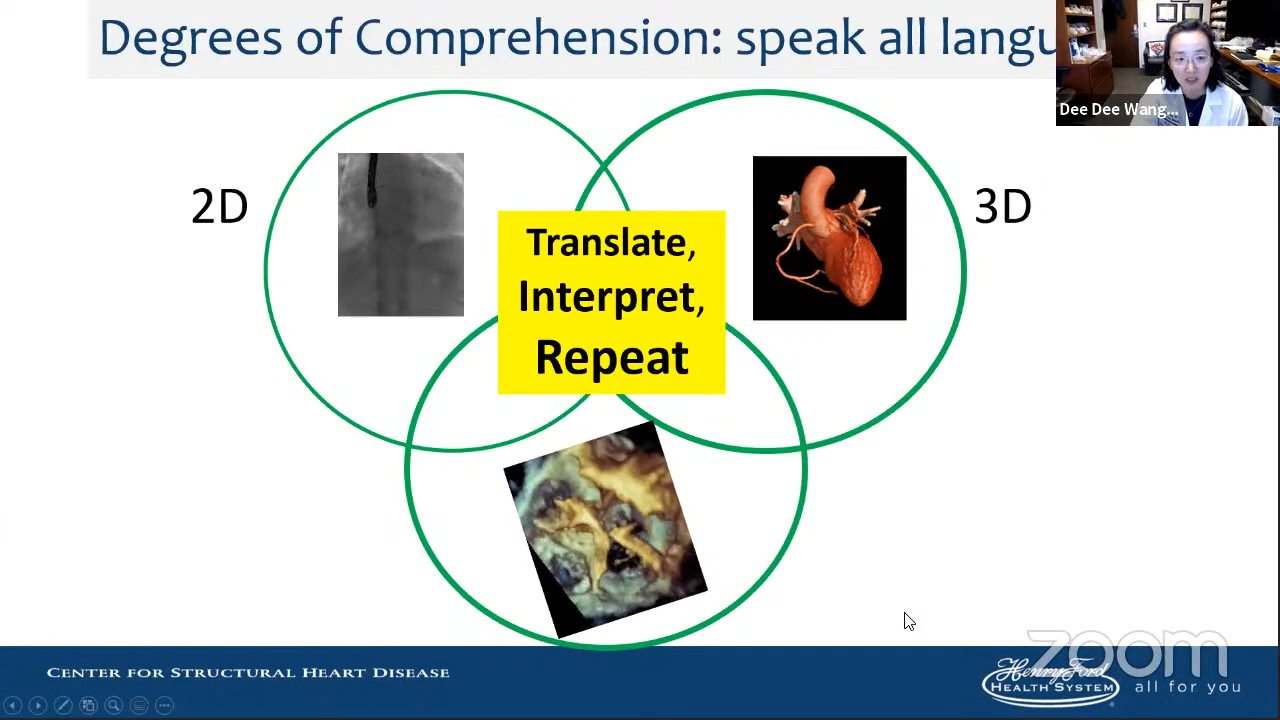 Degrees of Comprehension: speak all langu
Dee Dee Wang...
2D
3D
Translate,
Interpret,
Repeat
CENTER FOR STRUCTURAL HEART DISEASE
zoom
Henry Ford
HEALTH SYSTEM
all for you